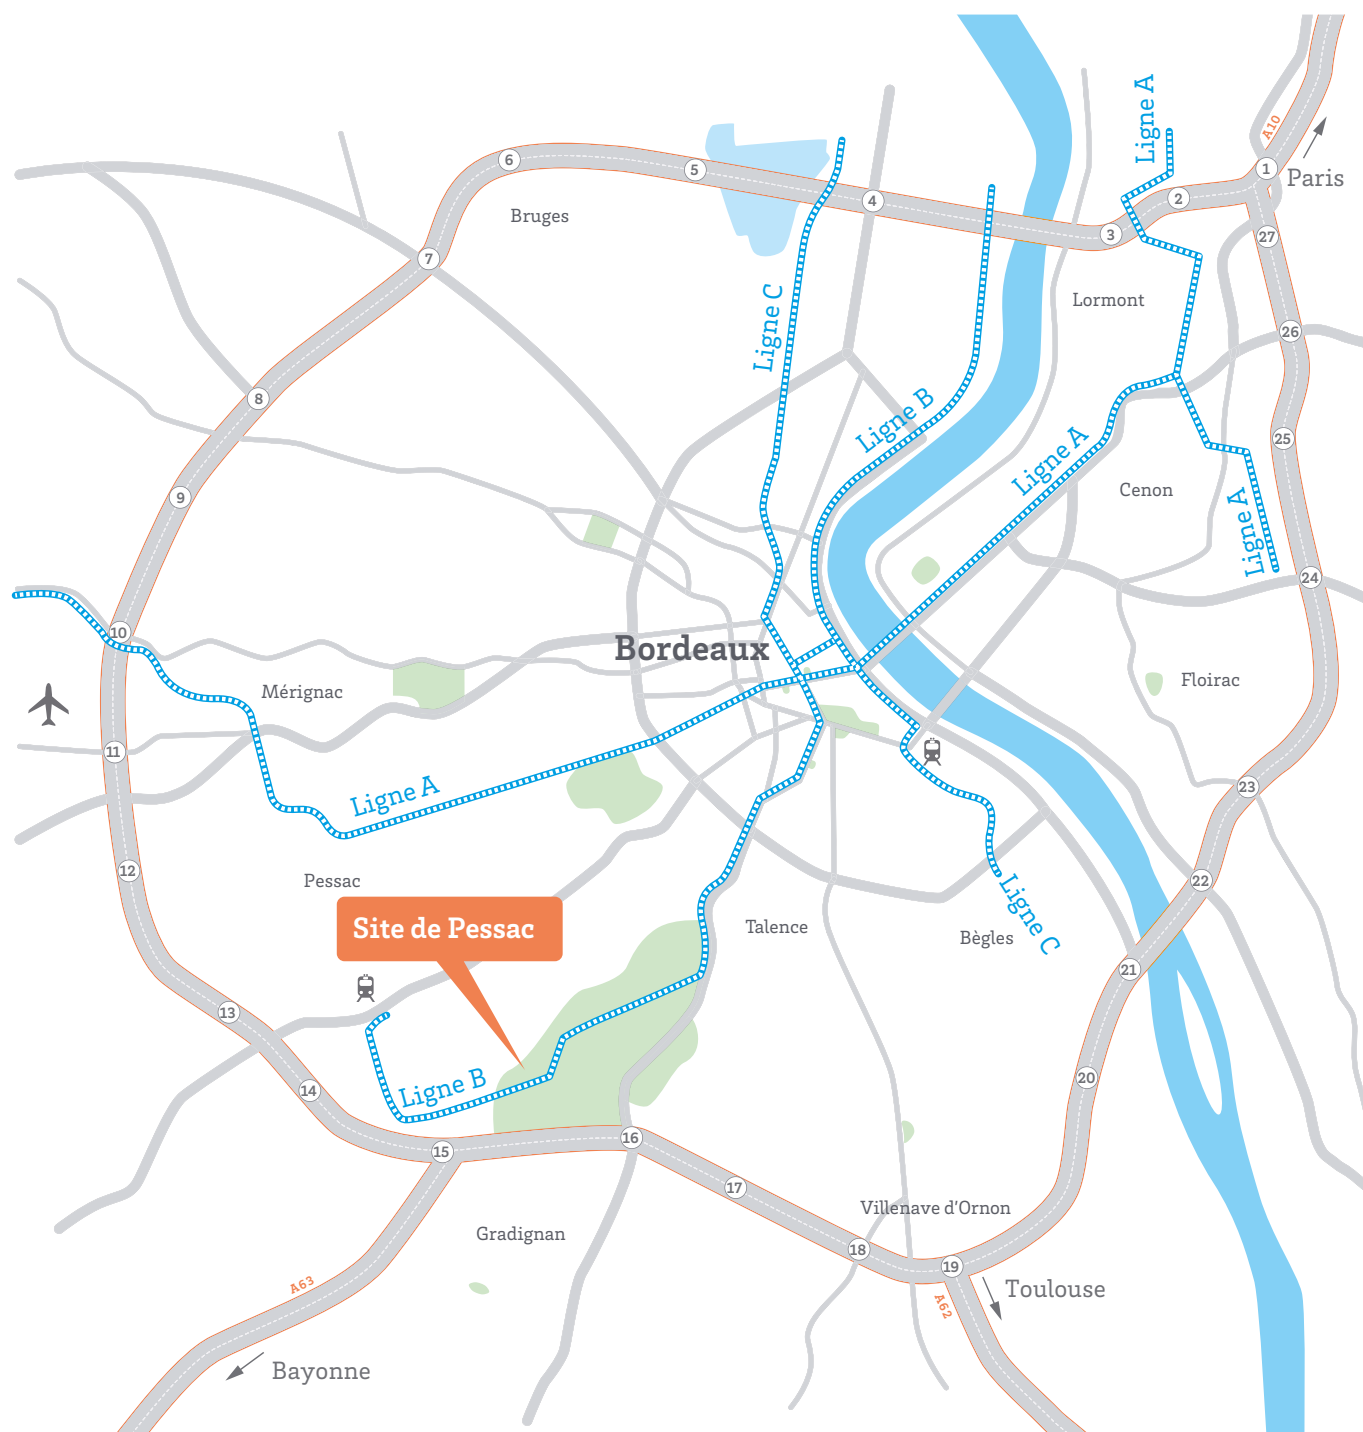 Ligne A
A10
1
Paris
6
5
4
2
Bruges
3
27
7
Lormont
Ligne C
26
8
Ligne B
25
Ligne A
9
Cenon
Ligne A
24
10
Bordeaux
Mérignac
Floirac
11
Ligne A
23
12
Pessac
22
Site de Pessac
Ligne C
Talence
Bègles
21
13
14
Ligne B
20
15
16
17
Villenave d'Ornon
Gradignan
18
19
A63
A62
Toulouse
Bayonne